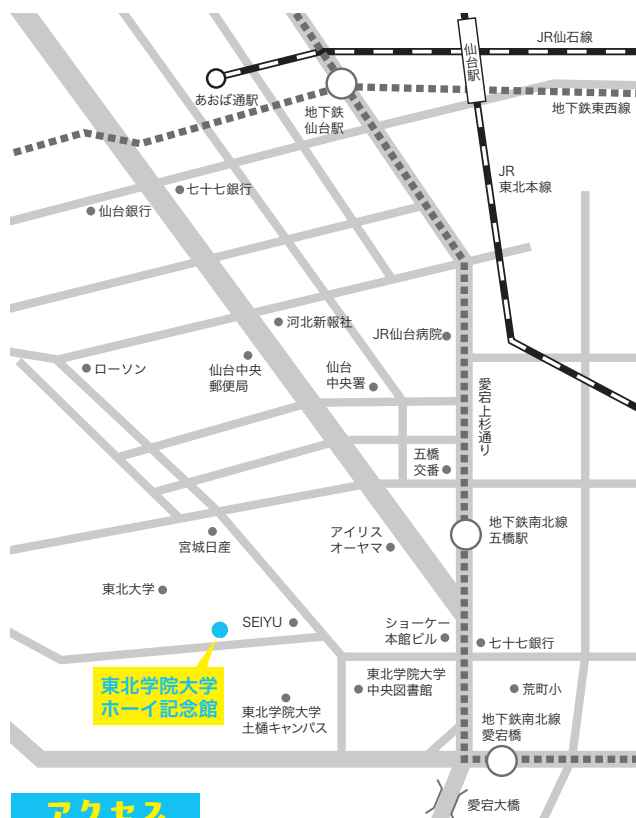 JR仙石線
仙台駅
あおば通駅
地下鉄
仙台駅
地下鉄東西線
JR
東北本線
七十七銀行
仙台銀行
河北新報社
JR仙台病院
ローソン
仙台中央
郵便局
仙台
中央署
愛宕上杉通り
五橋
交番
宮城日産
アイリス
オーヤマ
地下鉄南北線
五橋駅
東北大学
SEIYU
ショーケー
本館ビル
七十七銀行
東北学院大学
ホーイ記念館
東北学院大学
中央図書館
荒町小
東北学院大学
土樋キャンパス
地下鉄南北線
愛宕橋
愛宕大橋
アクセス